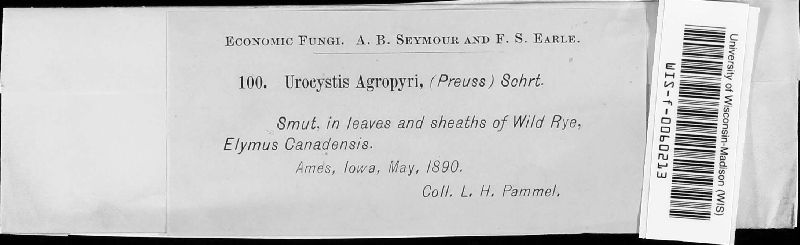 ECONOMIC FUNGI. A. B. SEYMOUR AND F. S. EARLE.
100. Urocystis Agropyri, (Preuss) Schrt.
Smut, in leaves and sheaths of Wild Rye,
Elymus Canadensis.
Ames, Iowa, May, 1890.
Coll. L. H. Pammel.
University of Wisconsin-Madison (WIS)
WIS-f-0060213